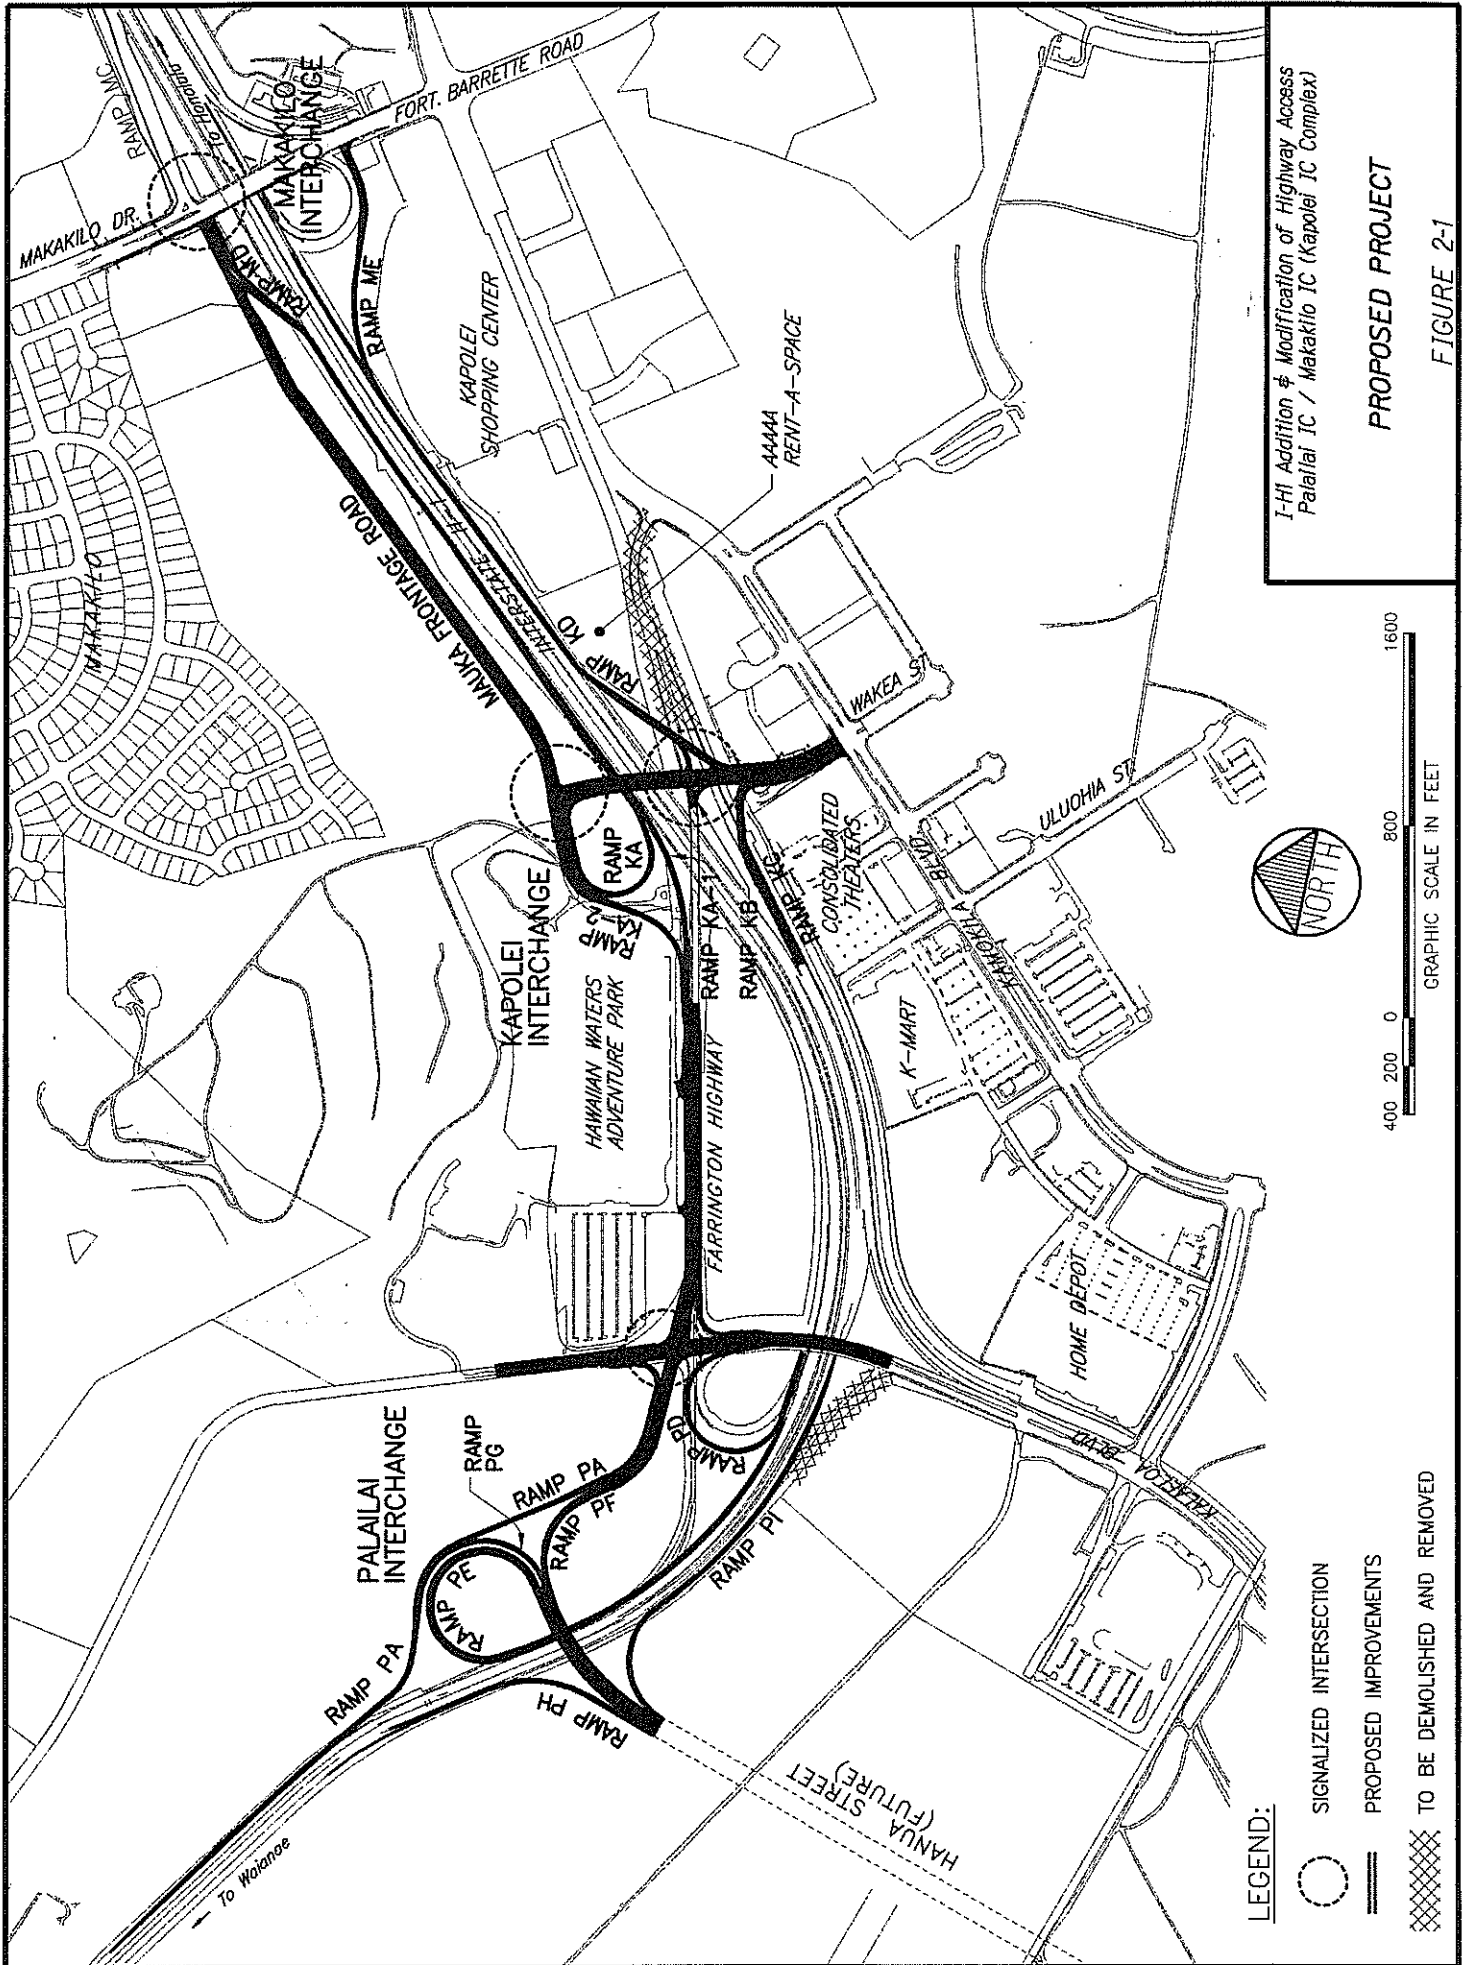 To Waianae
RAMP PA
PALAILAI
INTERCHANGE
RAMP
PG
RAMP PE
RAMP PA
RAMP PF
RAMP PH
RAMP PI
RAMP PD
HANUA
STREET
(FUTURE)
KALAELOA BLVD
HOME DEPOT
FARRINGTON HIGHWAY
HAWAIIAN WATERS
ADVENTURE PARK
KAPOLEI
INTERCHANGE
RAMP
KA-2
RAMP
KA
RAMP KA-1
RAMP KB
RAMP KC
K-MART
CONSOLIDATED
THEATERS
KAMOKILA BLVD
ULUOHIA ST.
WAKEA ST.
RAMP KD
AAAAA
RENT-A-SPACE
MAKAKILO
MAUKA FRONTAGE ROAD
INTERSTATE H-1
KAPOLEI
SHOPPING CENTER
RAMP ME
RAMP MD
MAKAKILO DR.
MAKAKILO
INTERCHANGE
RAMP MC
To Honolulu
FORT. BARRETTE ROAD
LEGEND:
SIGNALIZED INTERSECTION
PROPOSED IMPROVEMENTS
TO BE DEMOLISHED AND REMOVED
NORTH
400 200 0 800 1600
GRAPHIC SCALE IN FEET
I-H1 Addition & Modification of Highway Access
Palailai IC / Makakilo IC (Kapolei IC Complex)
PROPOSED PROJECT
FIGURE 2-1